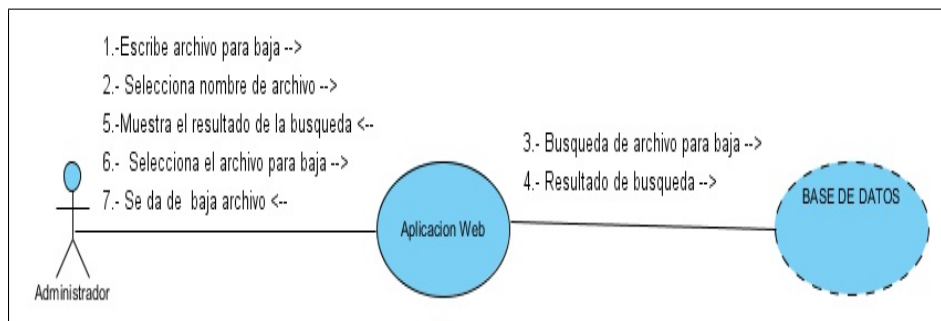 1.-Escribe archivo para baja -->
2.- Selecciona nombre de archivo -->
5.-Muestra el resultado de la busqueda <--
6.- Selecciona el archivo para baja -->
7.- Se da de baja archivo <--
3.- Busqueda de archivo para baja -->
4.- Resultado de busqueda -->
Administrador
Aplicacion Web
BASE DE DATOS